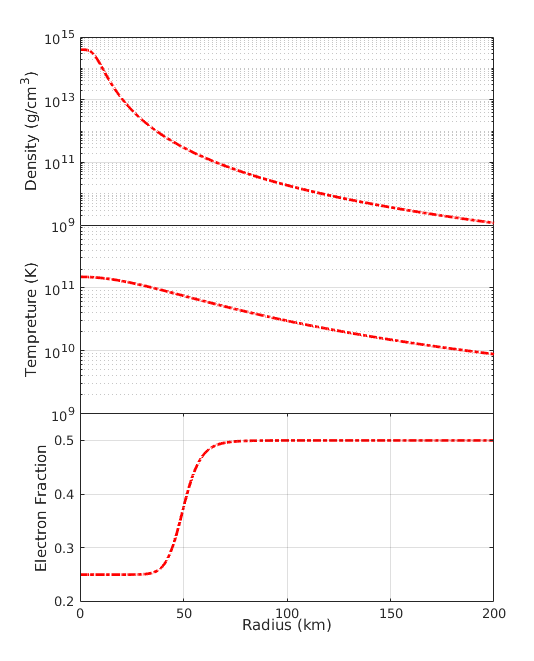 10^15
10^13
10^11
10^9
Density (g/cm^3)
10^11
10^10
10^9
Tempreture (K)
0.5
0.4
0.3
0.2
Electron Fraction
0 50 100 150 200
Radius (km)